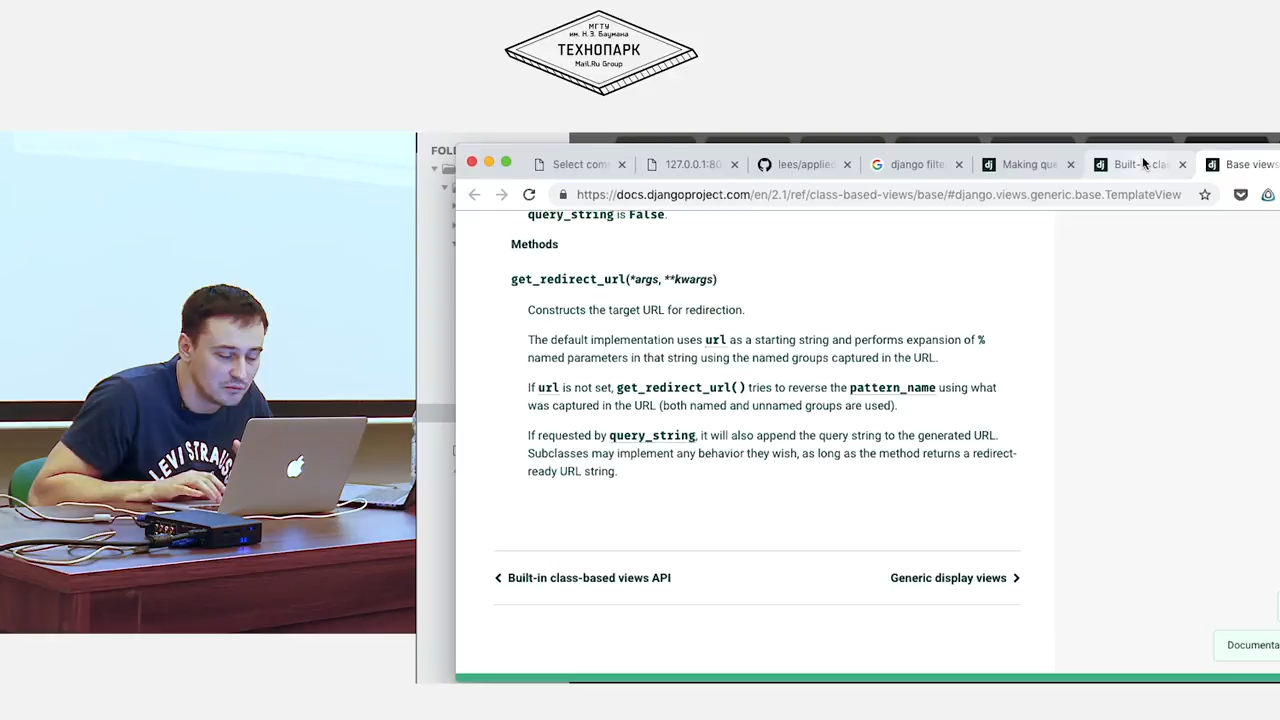 МГТУ
им. Н.Э. Баумана
ТЕХНОПАРК
Mail.Ru Group
FOL
Select com
127.0.0.1:80
lees/applied
django filte
Making que
Built-in cla
Base views
https://docs.djangoproject.com/en/2.1/ref/class-based-views/base/#django.views.generic.base.TemplateView
query_string is False.
Methods
get_redirect_url(*args, **kwargs)
Constructs the target URL for redirection.
The default implementation uses url as a starting string and performs expansion of %
named parameters in that string using the named groups captured in the URL.
If url is not set, get_redirect_url() tries to reverse the pattern_name using what
was captured in the URL (both named and unnamed groups are used).
If requested by query_string, it will also append the query string to the generated URL.
Subclasses may implement any behavior they wish, as long as the method returns a redirect-
ready URL string.
Built-in class-based views API
Generic display views
Documenta
LEVI STRAUS